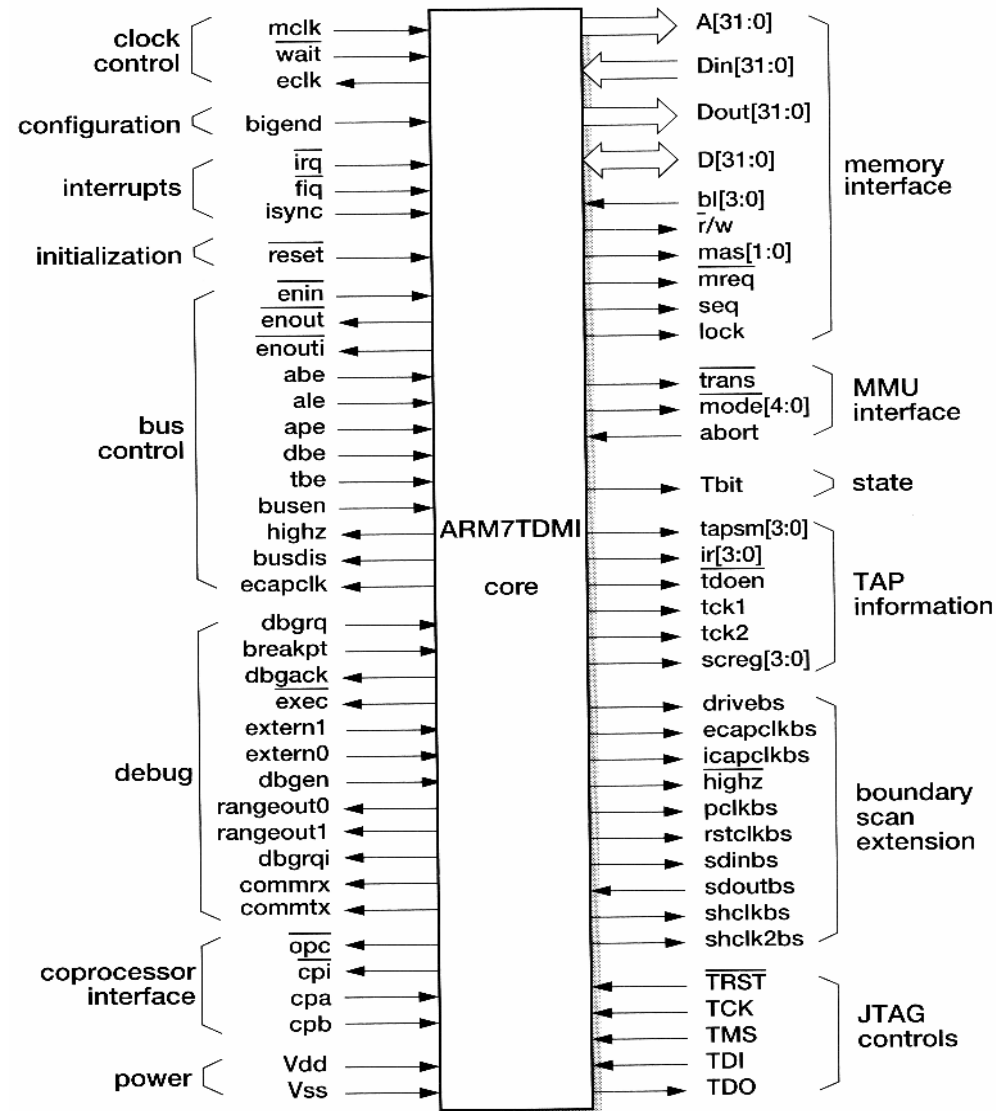 clock
control
mclk
wait
eclk
configuration
bigend
interrupts
irq
fiq
isync
initialization
reset
bus
control
enin
enout
enouti
abe
ale
ape
dbe
tbe
busen
highz
busdis
ecapclk
debug
dbgrq
breakpt
dbgack
exec
extern1
extern0
dbgen
rangeout0
rangeout1
dbgrqi
commrx
commtx
coprocessor
interface
opc
cpi
cpa
cpb
power
Vdd
Vss
ARM7TDMI
core
A[31:0]
Din[31:0]
Dout[31:0]
D[31:0]
bl[3:0]
r/w
mas[1:0]
mreq
seq
lock
memory
interface
trans
mode[4:0]
abort
MMU
interface
Tbit
state
tapsm[3:0]
ir[3:0]
tdoen
tck1
tck2
screg[3:0]
TAP
information
drivebs
ecapclkbs
icapclkbs
highz
pclkbs
rstclkbs
sdinbs
sdoutbs
shclkbs
shclk2bs
boundary
scan
extension
TRST
TCK
TMS
TDI
TDO
JTAG
controls